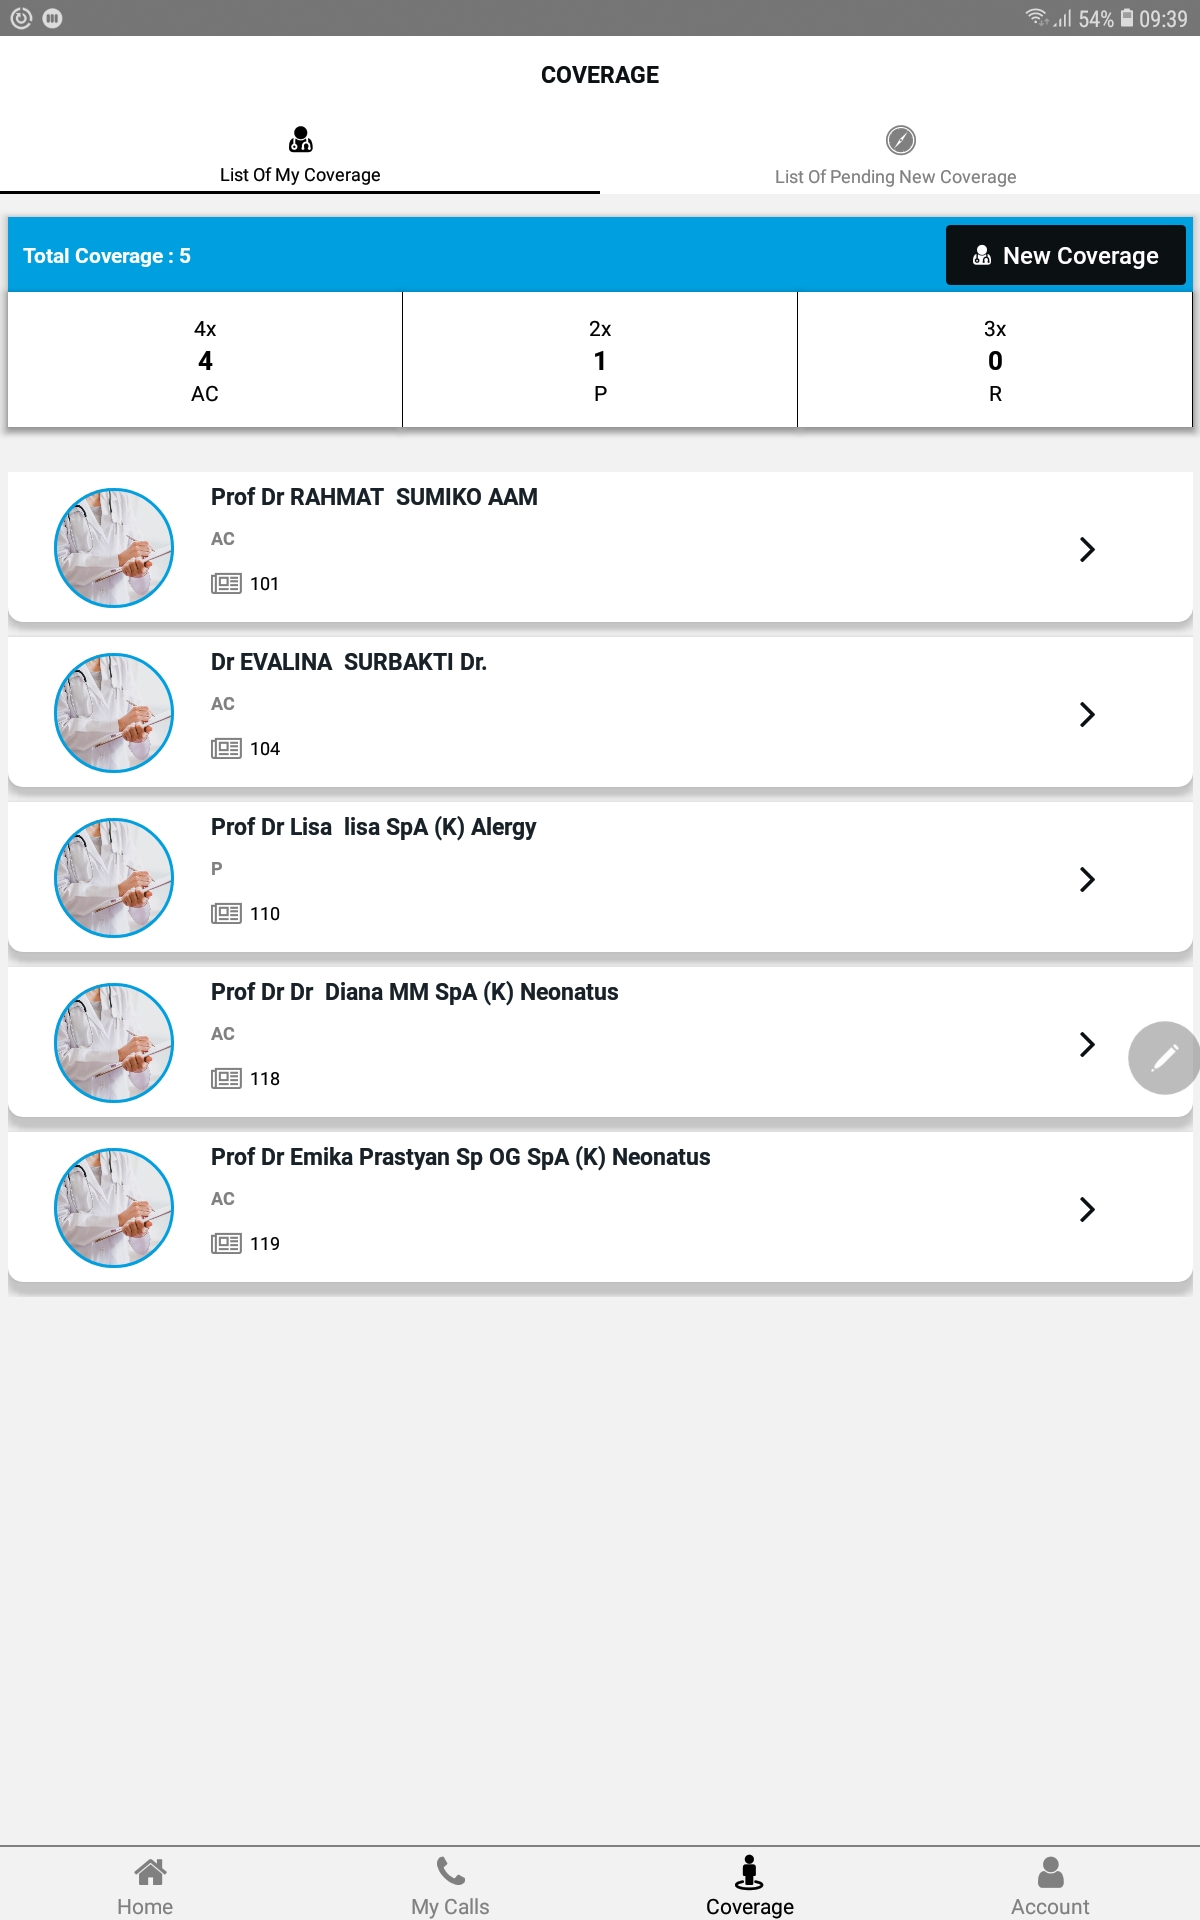 54% 09:39
COVERAGE
List Of My Coverage
List Of Pending New Coverage
Total Coverage : 5
New Coverage
4x
4
AC
2x
1
P
3x
0
R
Prof Dr RAHMAT  SUMIKO AAM
AC
101
Dr EVALINA  SURBAKTI Dr.
AC
104
Prof Dr Lisa  lisa SpA (K) Alergy
P
110
Prof Dr Dr  Diana MM SpA (K) Neonatus
AC
118
Prof Dr Emika Prastyan Sp OG SpA (K) Neonatus
AC
119
Home
My Calls
Coverage
Account